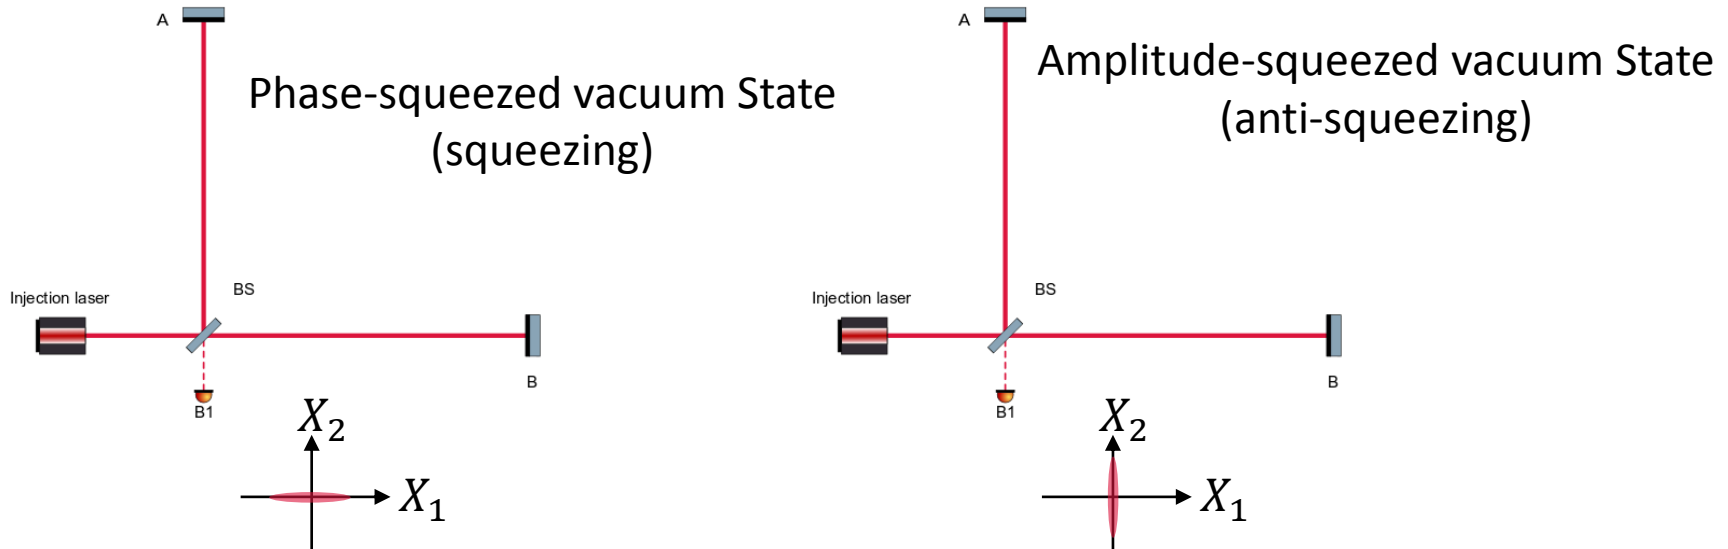 A
Phase-squeezed vacuum State
(squeezing)
Injection laser
BS
B
B1
X₂
X₁
A
Amplitude-squeezed vacuum State
(anti-squeezing)
Injection laser
BS
B
B1
X₂
X₁